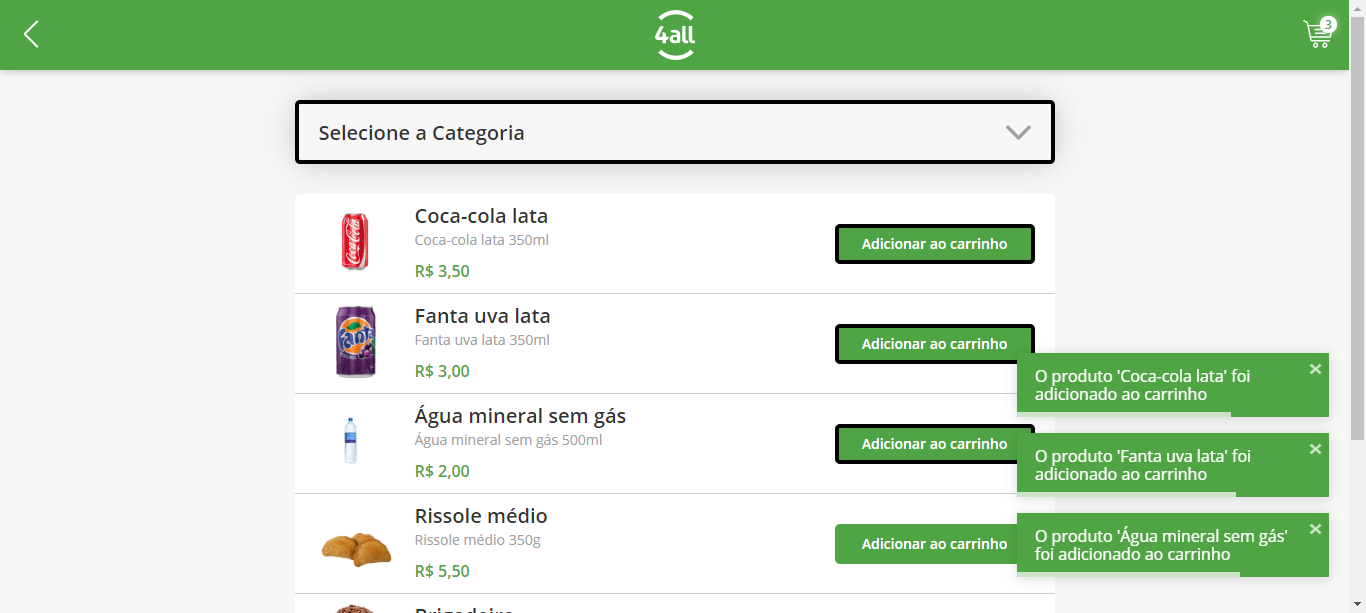 4all
3
Selecione a Categoria
Coca-cola lata
Coca-cola lata 350ml
R$ 3,50
Adicionar ao carrinho
Fanta uva lata
Fanta uva lata 350ml
R$ 3,00
Adicionar ao carrinho
O produto 'Coca-cola lata' foi
adicionado ao carrinho
Água mineral sem gás
Água mineral sem gás 500ml
R$ 2,00
Adicionar ao carrinho
O produto 'Fanta uva lata' foi
adicionado ao carrinho
Rissole médio
Rissole médio 350g
R$ 5,50
Adicionar ao carrinho
O produto 'Água mineral sem gás'
foi adicionado ao carrinho
Brigadeiro
Coca-Cola
Fanta